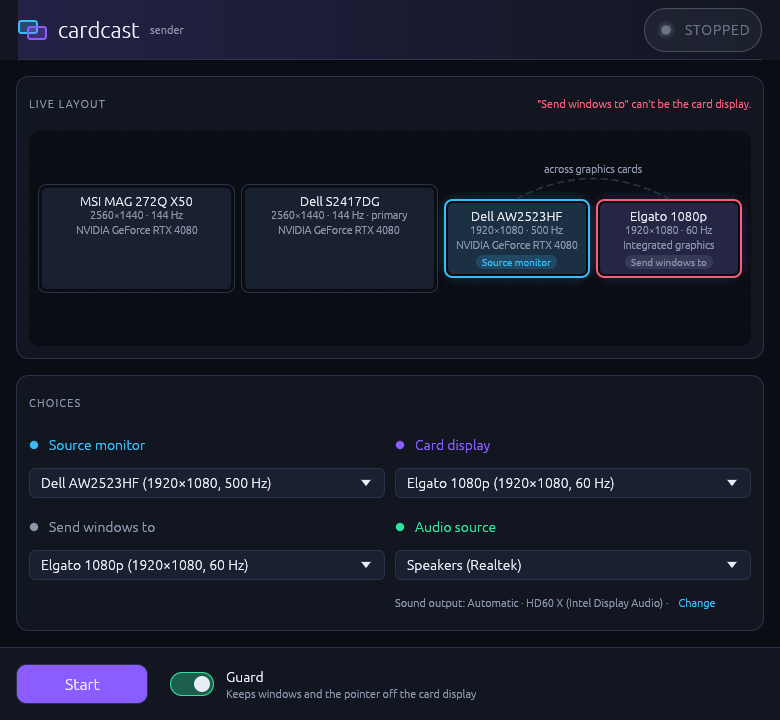 cardcast sender
STOPPED
LIVE LAYOUT
"Send windows to" can't be the card display.
across graphics cards
MSI MAG 272Q X50
2560×1440 · 144 Hz
NVIDIA GeForce RTX 4080
Dell S2417DG
2560×1440 · 144 Hz · primary
NVIDIA GeForce RTX 4080
Dell AW2523HF
1920×1080 · 500 Hz
NVIDIA GeForce RTX 4080
Source monitor
Elgato 1080p
1920×1080 · 60 Hz
Integrated graphics
Send windows to
CHOICES
Source monitor
Dell AW2523HF (1920×1080, 500 Hz)
Card display
Elgato 1080p (1920×1080, 60 Hz)
Send windows to
Elgato 1080p (1920×1080, 60 Hz)
Audio source
Speakers (Realtek)
Sound output: Automatic · HD60 X (Intel Display Audio) · Change
Start
Guard
Keeps windows and the pointer off the card display